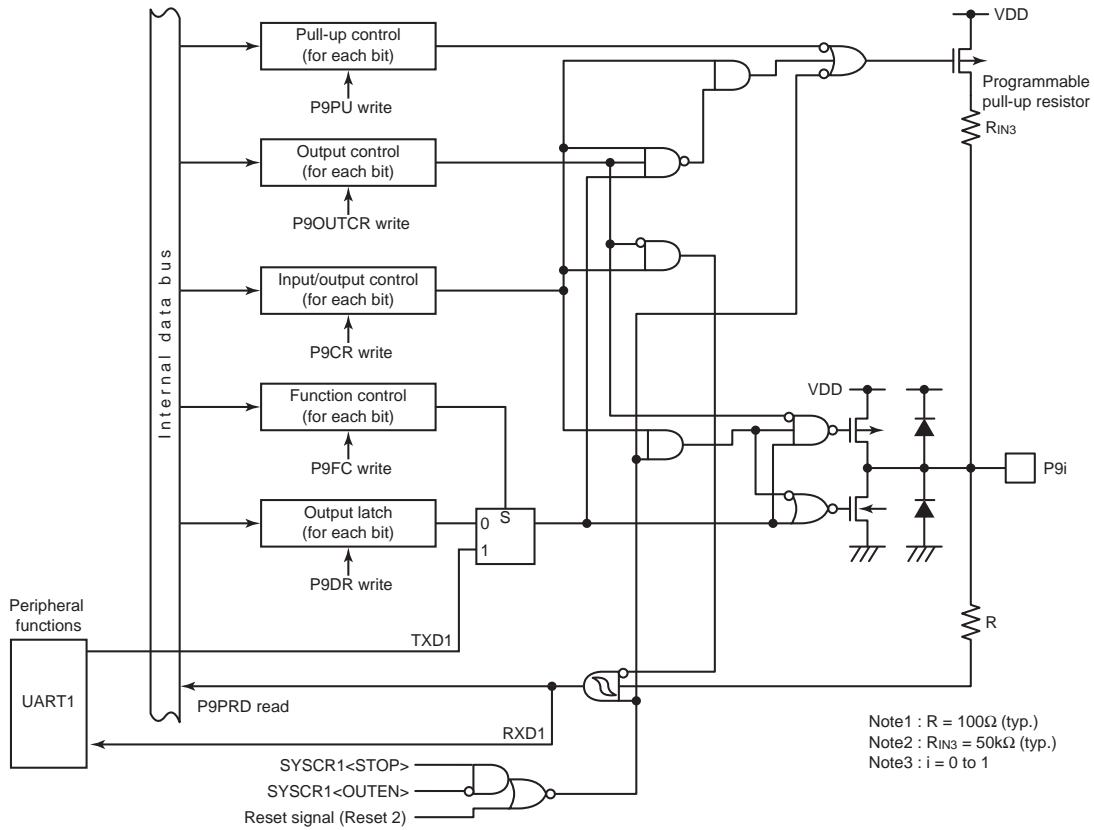 VDD
Pull-up control
(for each bit)
P9PU write
Programmable
pull-up resistor
RIN3
Output control
(for each bit)
P9OUTCR write
Internal data bus
Input/output control
(for each bit)
P9CR write
Function control
(for each bit)
P9FC write
VDD
P9i
Output latch
(for each bit)
P9DR write
0
S
1
Peripheral
functions
TXD1
R
UART1
P9PRD read
RXD1
Note1 : R = 100Ω (typ.)
Note2 : RIN3 = 50kΩ (typ.)
Note3 : i = 0 to 1
SYSCR1<STOP>
SYSCR1<OUTEN>
Reset signal (Reset 2)